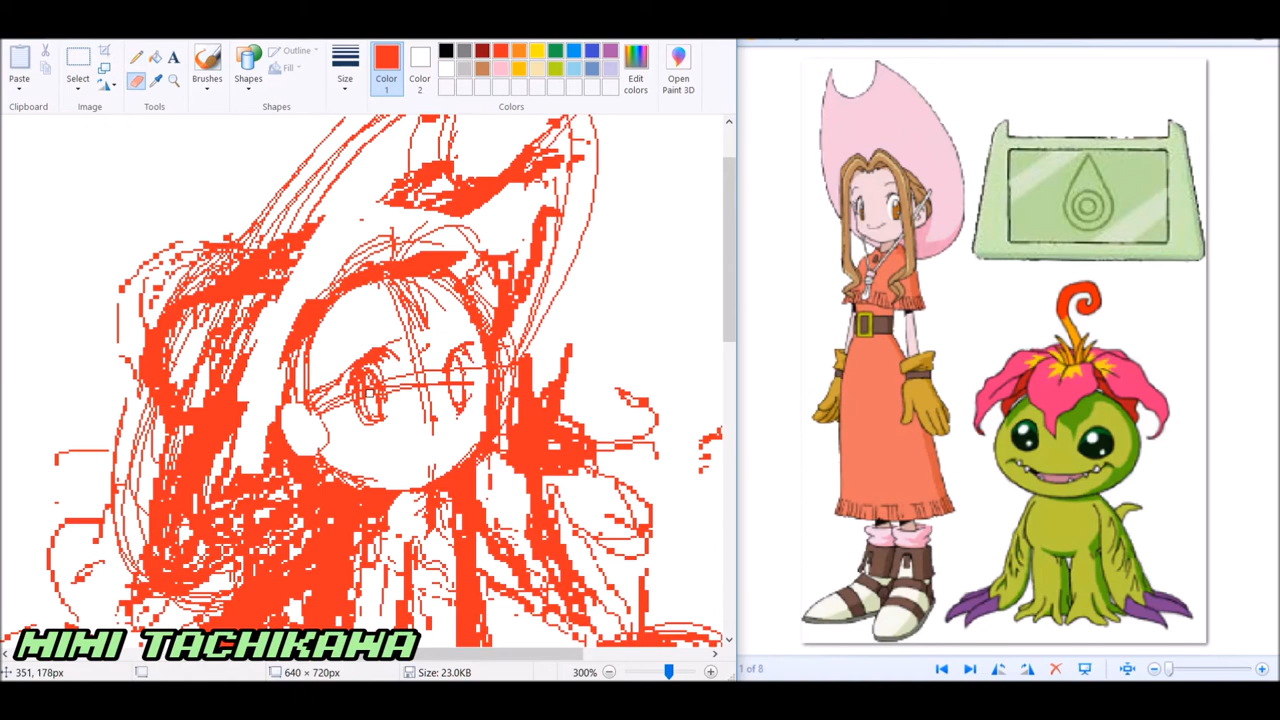 Paste
Clipboard
Select
Image
A
Tools
Brushes
Shapes
Outline
Fill
Shapes
Size
Color
1
Color
2
Edit
colors
Colors
Open
Paint 3D
MIMI TACHIKAWA
351, 178px
640 × 720px
Size: 23.0KB
300%
1 of 8